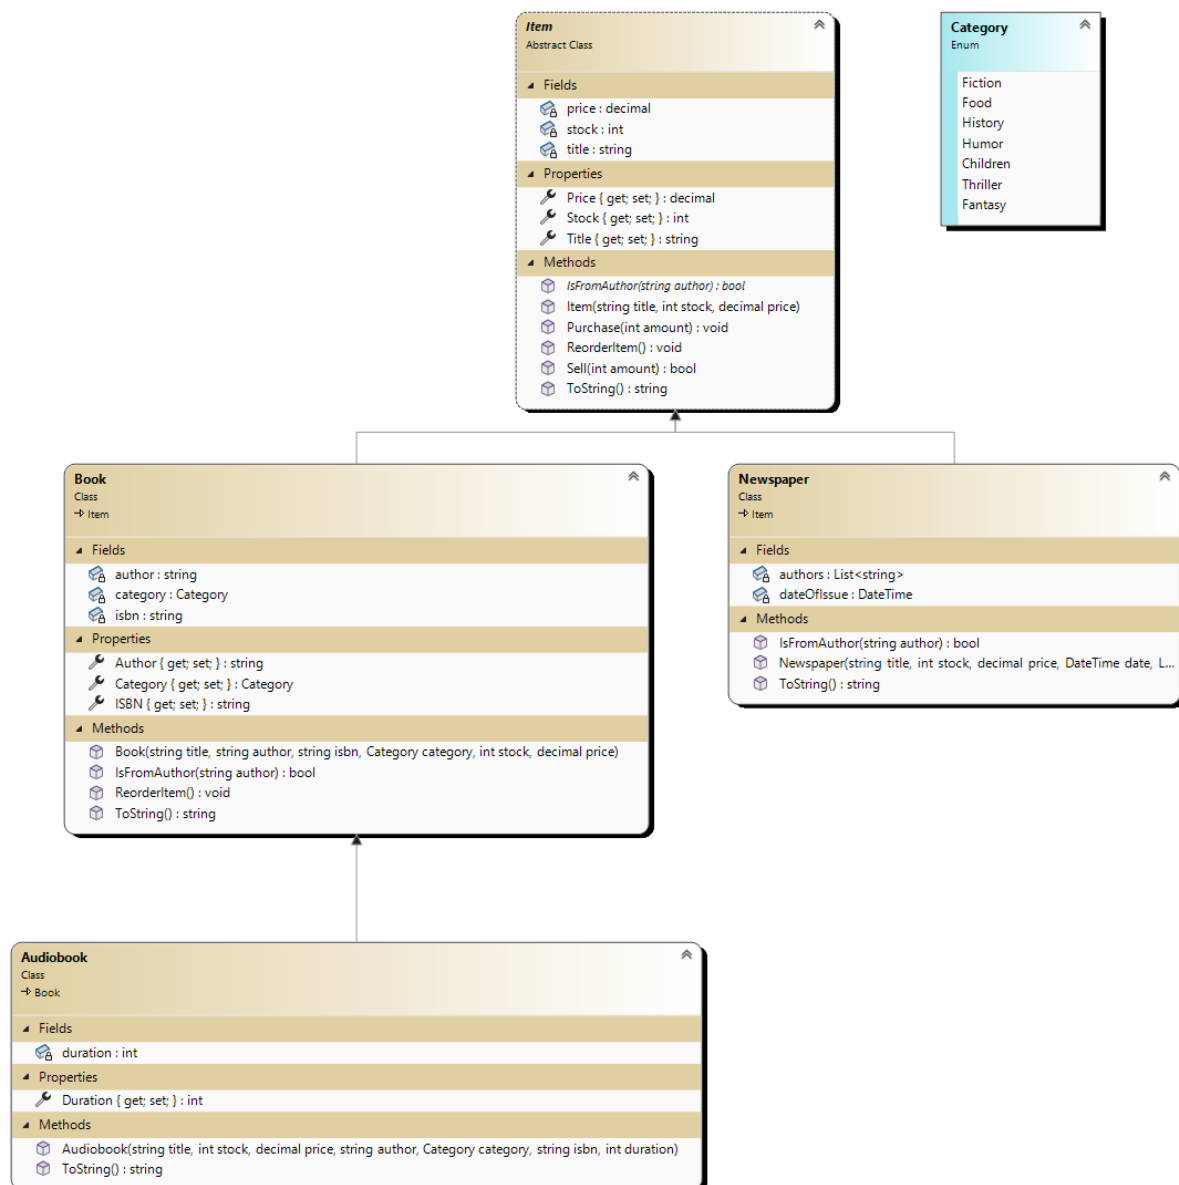 Item
Abstract Class
Fields
price : decimal
stock : int
title : string
Properties
Price { get; set; } : decimal
Stock { get; set; } : int
Title { get; set; } : string
Methods
IsFromAuthor(string author) : bool
Item(string title, int stock, decimal price)
Purchase(int amount) : void
ReorderItem() : void
Sell(int amount) : bool
ToString() : string
Category
Enum
Fiction
Food
History
Humor
Children
Thriller
Fantasy
Book
Class
Item
Fields
author : string
category : Category
isbn : string
Properties
Author { get; set; } : string
Category { get; set; } : Category
ISBN { get; set; } : string
Methods
Book(string title, string author, string isbn, Category category, int stock, decimal price)
IsFromAuthor(string author) : bool
ReorderItem() : void
ToString() : string
Newspaper
Class
Item
Fields
authors : List<string>
dateOfIssue : DateTime
Methods
IsFromAuthor(string author) : bool
Newspaper(string title, int stock, decimal price, DateTime date, L...
ToString() : string
Audiobook
Class
Book
Fields
duration : int
Properties
Duration { get; set; } : int
Methods
Audiobook(string title, int stock, decimal price, string author, Category category, string isbn, int duration)
ToString() : string